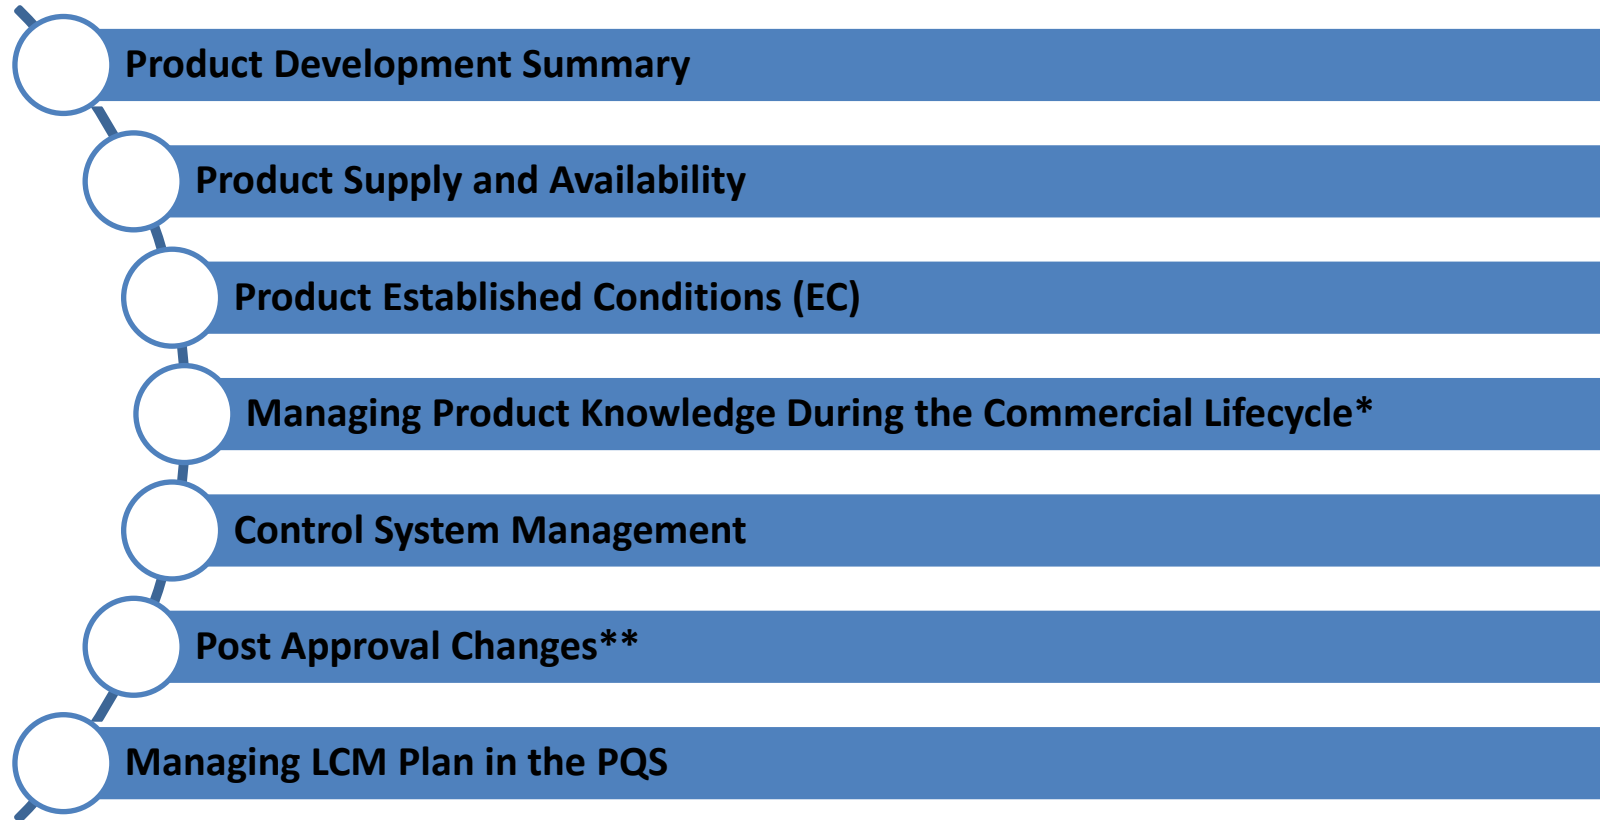 Product Development Summary
Product Supply and Availability
Product Established Conditions (EC)
Managing Product Knowledge During the Commercial Lifecycle*
Control System Management
Post Approval Changes**
Managing LCM Plan in the PQS